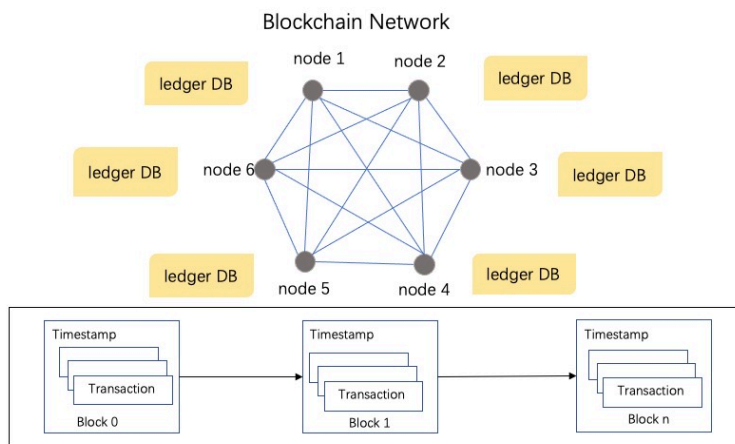 Blockchain Network
node 1
node 2
ledger DB
ledger DB
ledger DB
node 6
node 3
ledger DB
ledger DB
node 5
node 4
ledger DB
Timestamp
Transaction
Block 0
Timestamp
Transaction
Block 1
Timestamp
Transaction
Block n